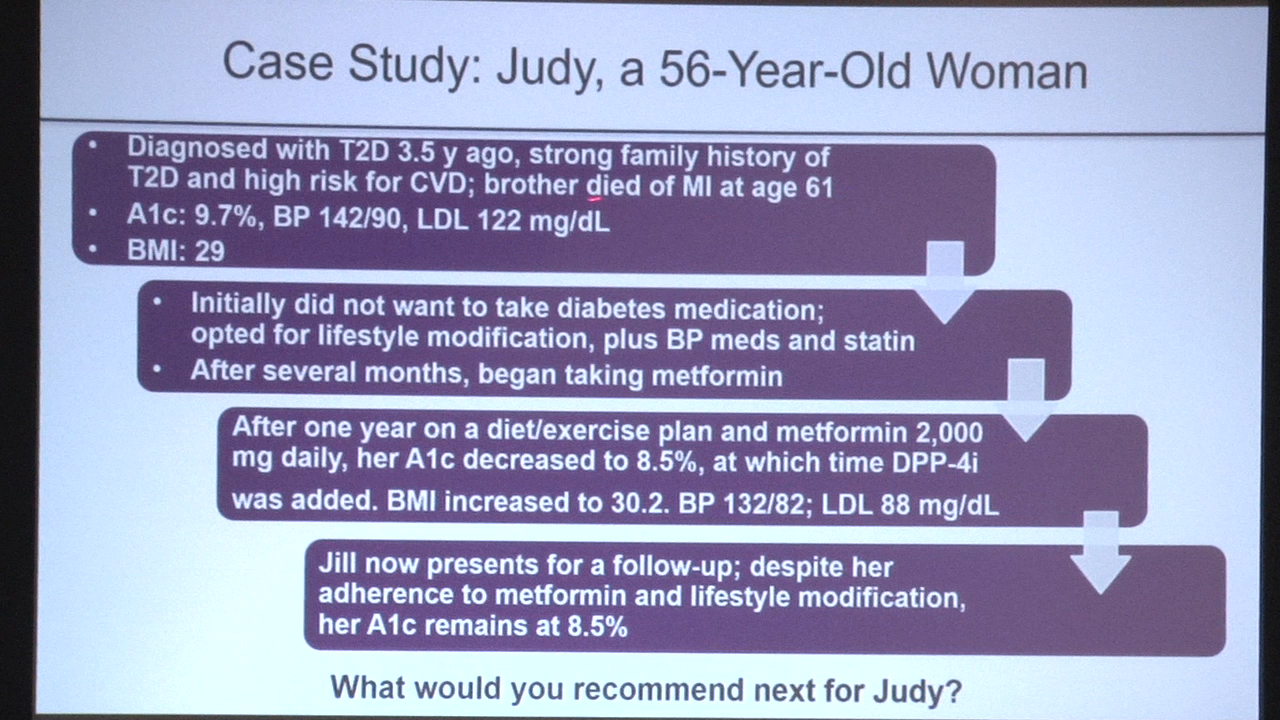 Case Study: Judy, a 56-Year-Old Woman
• Diagnosed with T2D 3.5 y ago, strong family history of
T2D and high risk for CVD; brother died of MI at age 61
• A1c: 9.7%, BP 142/90, LDL 122 mg/dL
• BMI: 29
• Initially did not want to take diabetes medication;
opted for lifestyle modification, plus BP meds and statin
• After several months, began taking metformin
After one year on a diet/exercise plan and metformin 2,000
mg daily, her A1c decreased to 8.5%, at which time DPP-4i
was added. BMI increased to 30.2. BP 132/82; LDL 88 mg/dL
Jill now presents for a follow-up; despite her
adherence to metformin and lifestyle modification,
her A1c remains at 8.5%
What would you recommend next for Judy?